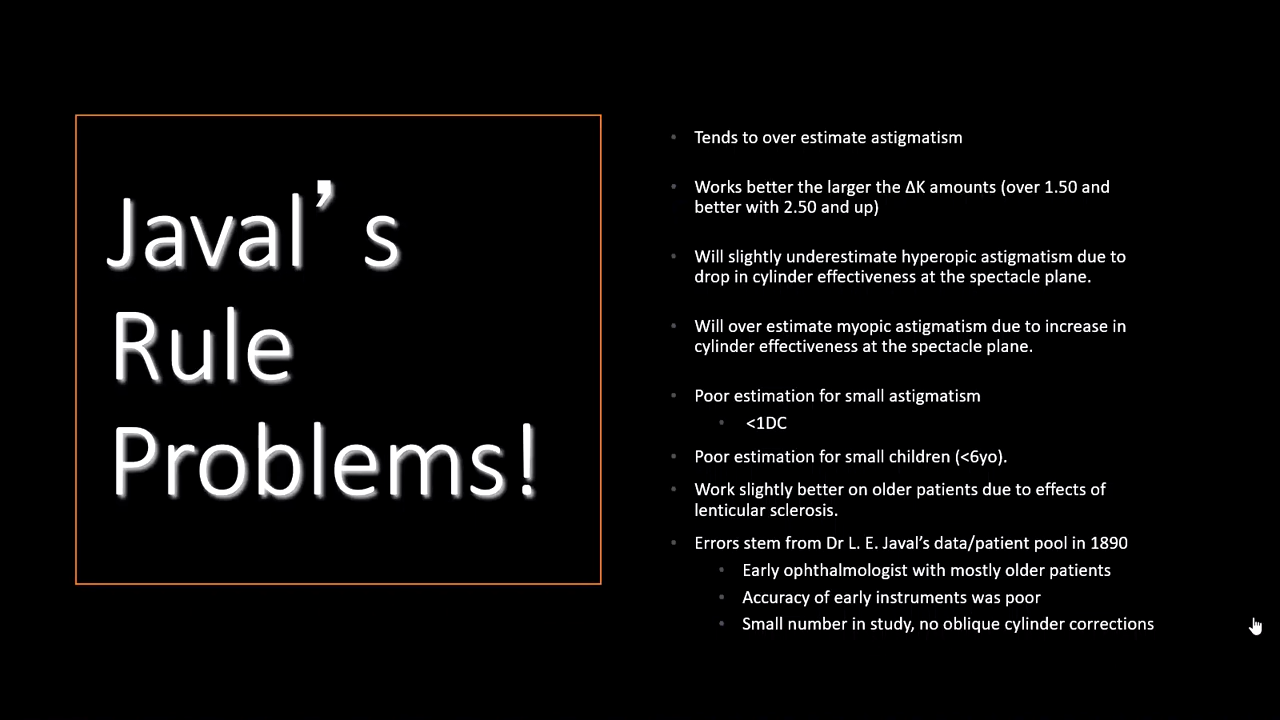 Javal’s
Rule
Problems!
Tends to over estimate astigmatism
Works better the larger the ΔK amounts (over 1.50 and
better with 2.50 and up)
Will slightly underestimate hyperopic astigmatism due to
drop in cylinder effectiveness at the spectacle plane.
Will over estimate myopic astigmatism due to increase in
cylinder effectiveness at the spectacle plane.
Poor estimation for small astigmatism
<1DC
Poor estimation for small children (<6yo).
Work slightly better on older patients due to effects of
lenticular sclerosis.
Errors stem from Dr L. E. Javal’s data/patient pool in 1890
Early ophthalmologist with mostly older patients
Accuracy of early instruments was poor
Small number in study, no oblique cylinder corrections